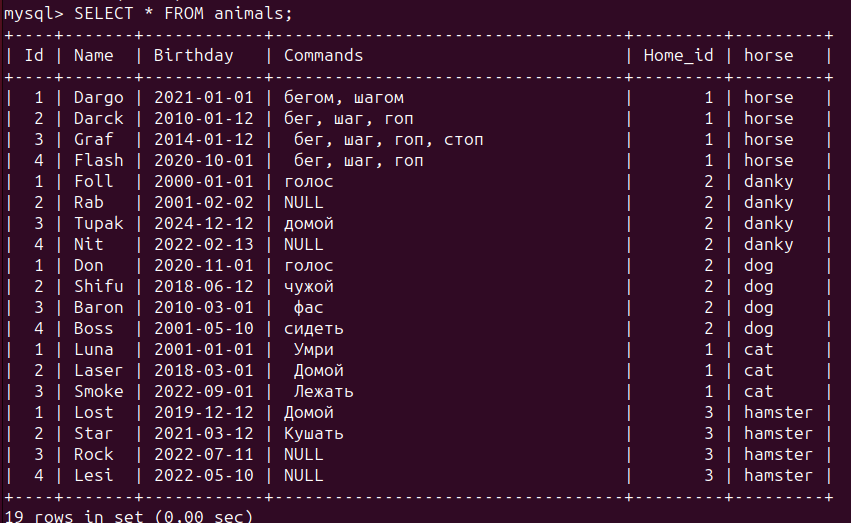 mysql> SELECT * FROM animals;
+----+-------+------------+-----------------------------------+---------+---------+
| Id | Name  | Birthday   | Commands                          | Home_id | horse   |
+----+-------+------------+-----------------------------------+---------+---------+
|  1 | Dargo | 2021-01-01 | бегом, шагом                      |       1 | horse   |
|  2 | Darck | 2010-01-12 | бег, шаг, гоп                     |       1 | horse   |
|  3 | Graf  | 2014-01-12 |  бег, шаг, гоп, стоп              |       1 | horse   |
|  4 | Flash | 2020-10-01 |  бег, шаг, гоп                    |       1 | horse   |
|  1 | Foll  | 2000-01-01 | голос                             |       2 | danky   |
|  2 | Rab   | 2001-02-02 | NULL                              |       2 | danky   |
|  3 | Tupak | 2024-12-12 | домой                             |       2 | danky   |
|  4 | Nit   | 2022-02-13 | NULL                              |       2 | danky   |
|  1 | Don   | 2020-11-01 | голос                             |       2 | dog     |
|  2 | Shifu | 2018-06-12 | чужой                             |       2 | dog     |
|  3 | Baron | 2010-03-01 |  фас                              |       2 | dog     |
|  4 | Boss  | 2001-05-10 | сидеть                            |       2 | dog     |
|  1 | Luna  | 2001-01-01 |  Умри                             |       1 | cat     |
|  2 | Laser | 2018-03-01 |  Домой                            |       1 | cat     |
|  3 | Smoke | 2022-09-01 |  Лежать                           |       1 | cat     |
|  1 | Lost  | 2019-12-12 | Домой                             |       3 | hamster |
|  2 | Star  | 2021-03-12 | Кушать                            |       3 | hamster |
|  3 | Rock  | 2022-07-11 | NULL                              |       3 | hamster |
|  4 | Lesi  | 2022-05-10 | NULL                              |       3 | hamster |
+----+-------+------------+-----------------------------------+---------+---------+
19 rows in set (0,00 sec)